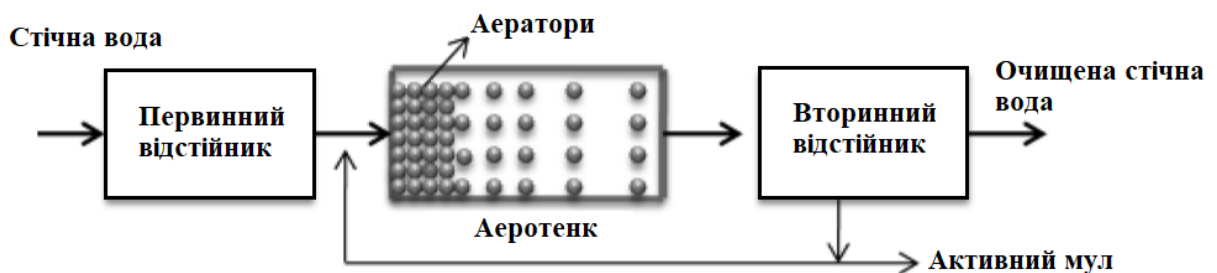 Аератори
Стічна вода
Первинний
відстійник
Аеротенк
Вторинний
відстійник
Очищена стічна
вода
Активний мул